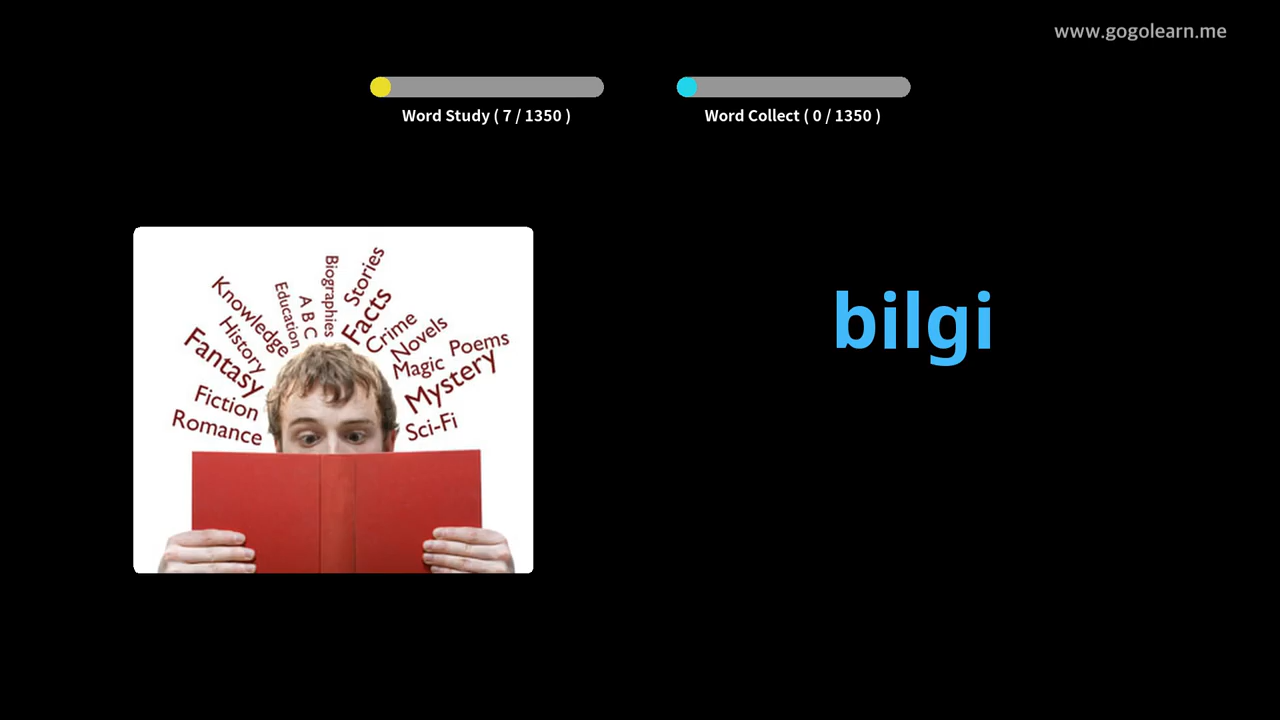 www.gogolearn.me
Word Study ( 7 / 1350 )
Word Collect ( 0 / 1350 )
Romance
Fiction
Fantasy
History
Knowledge
Education
A B C
Biographies
Stories
Facts
Crime
Novels
Magic
Poems
Mystery
Sci-Fi
bilgi